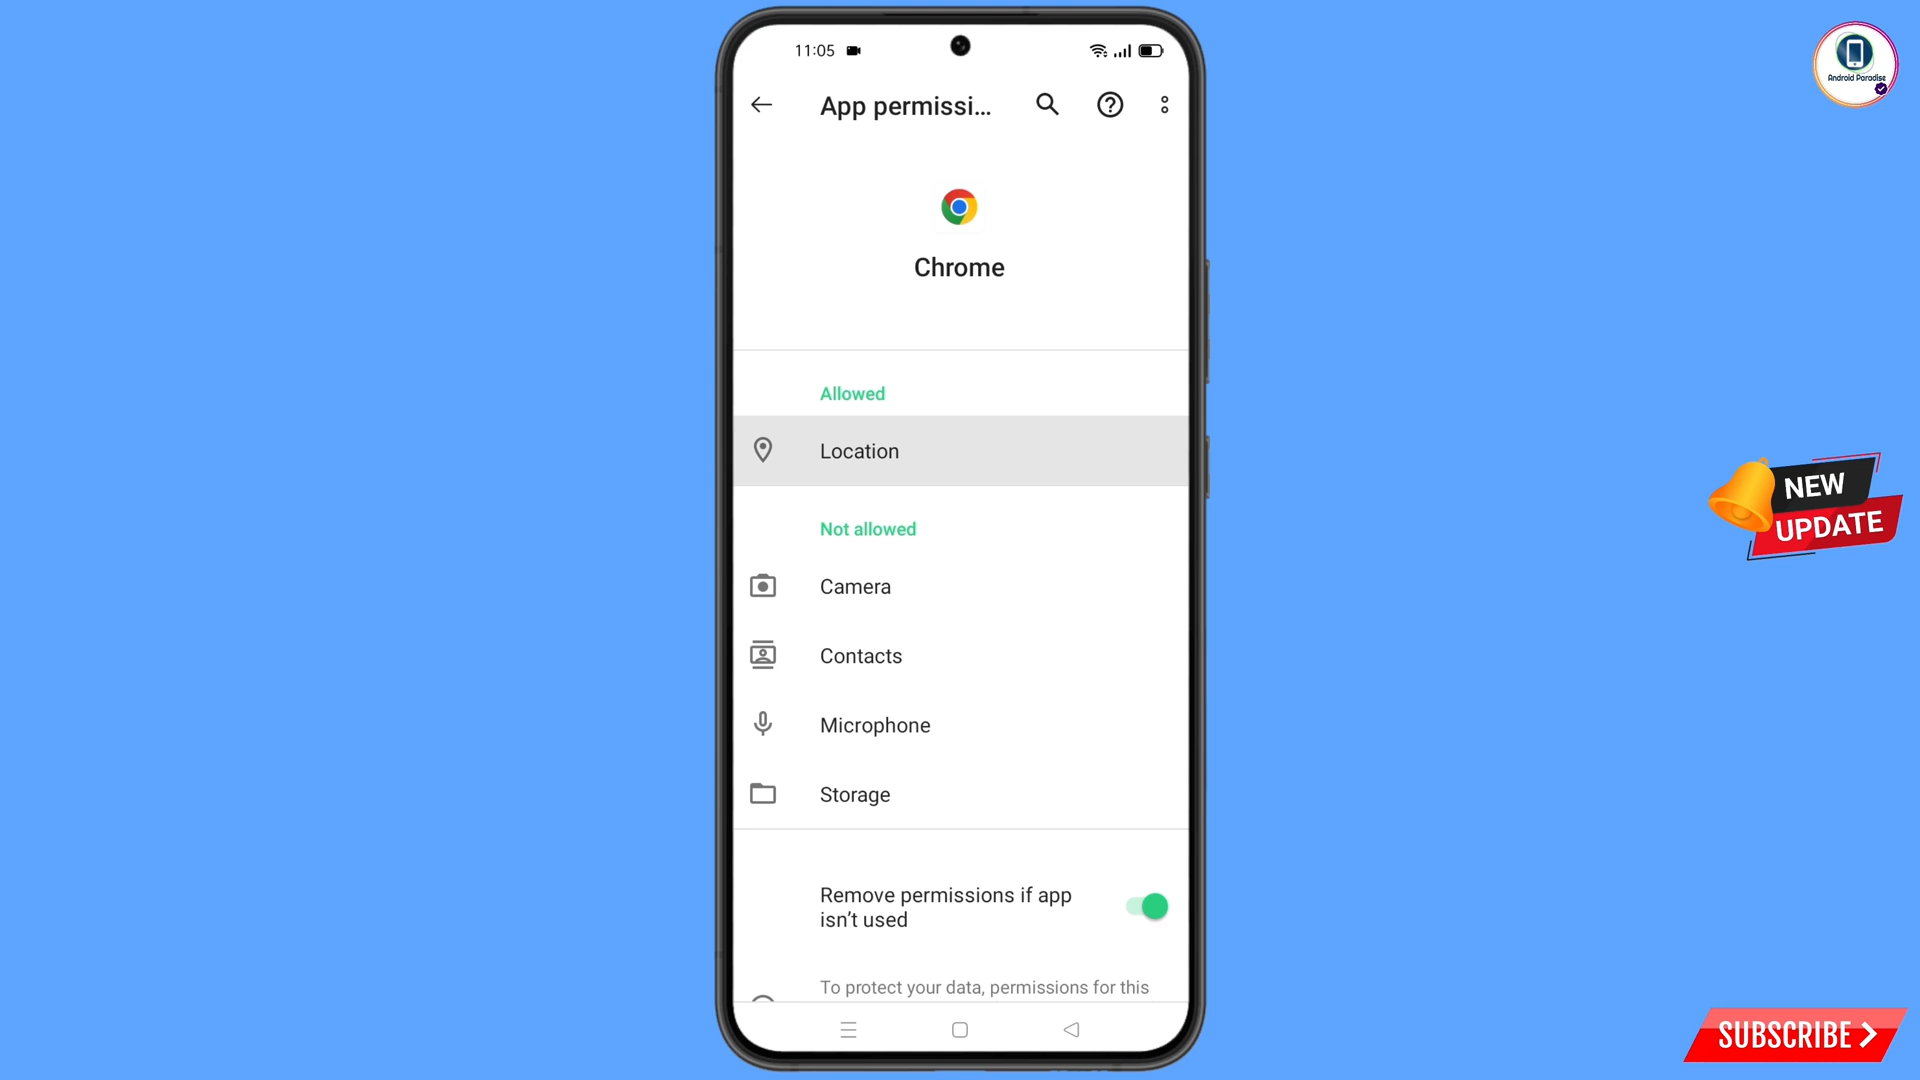 11:05
App permissi...
Android Paradise
Chrome
Allowed
Location
Not allowed
Camera
Contacts
Microphone
Storage
Remove permissions if app
isn't used
To protect your data, permissions for this
NEW
UPDATE
SUBSCRIBE